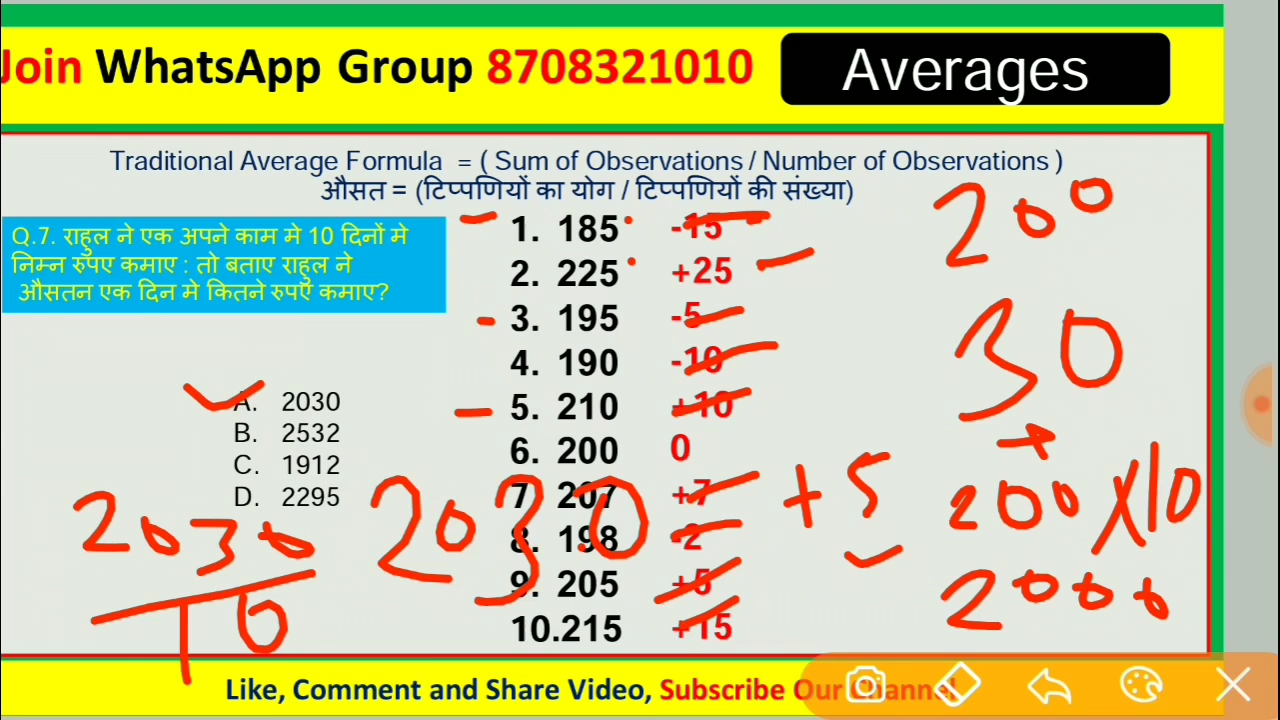 Join WhatsApp Group 8708321010
Averages
Traditional Average Formula = ( Sum of Observations / Number of Observations )
औसत = (टिप्पणियों का योग / टिप्पणियों की संख्या)
Q.7. राहुल ने एक अपने काम मे 10 दिनों मे
निम्न रुपए कमाए : तो बताए राहुल ने
औसतन एक दिन मे कितने रुपए कमाए?
A. 2030
B. 2532
C. 1912
D. 2295
1. 185 -15
2. 225 +25
3. 195 -5
4. 190 -10
5. 210 +10
6. 200 0
7. 207 +7
8. 198 -2
9. 205 +5
10.215 +15
200
30
+
200 X10
2000
+ 5
2030
2030
10
Like, Comment and Share Video, Subscribe Our Channel